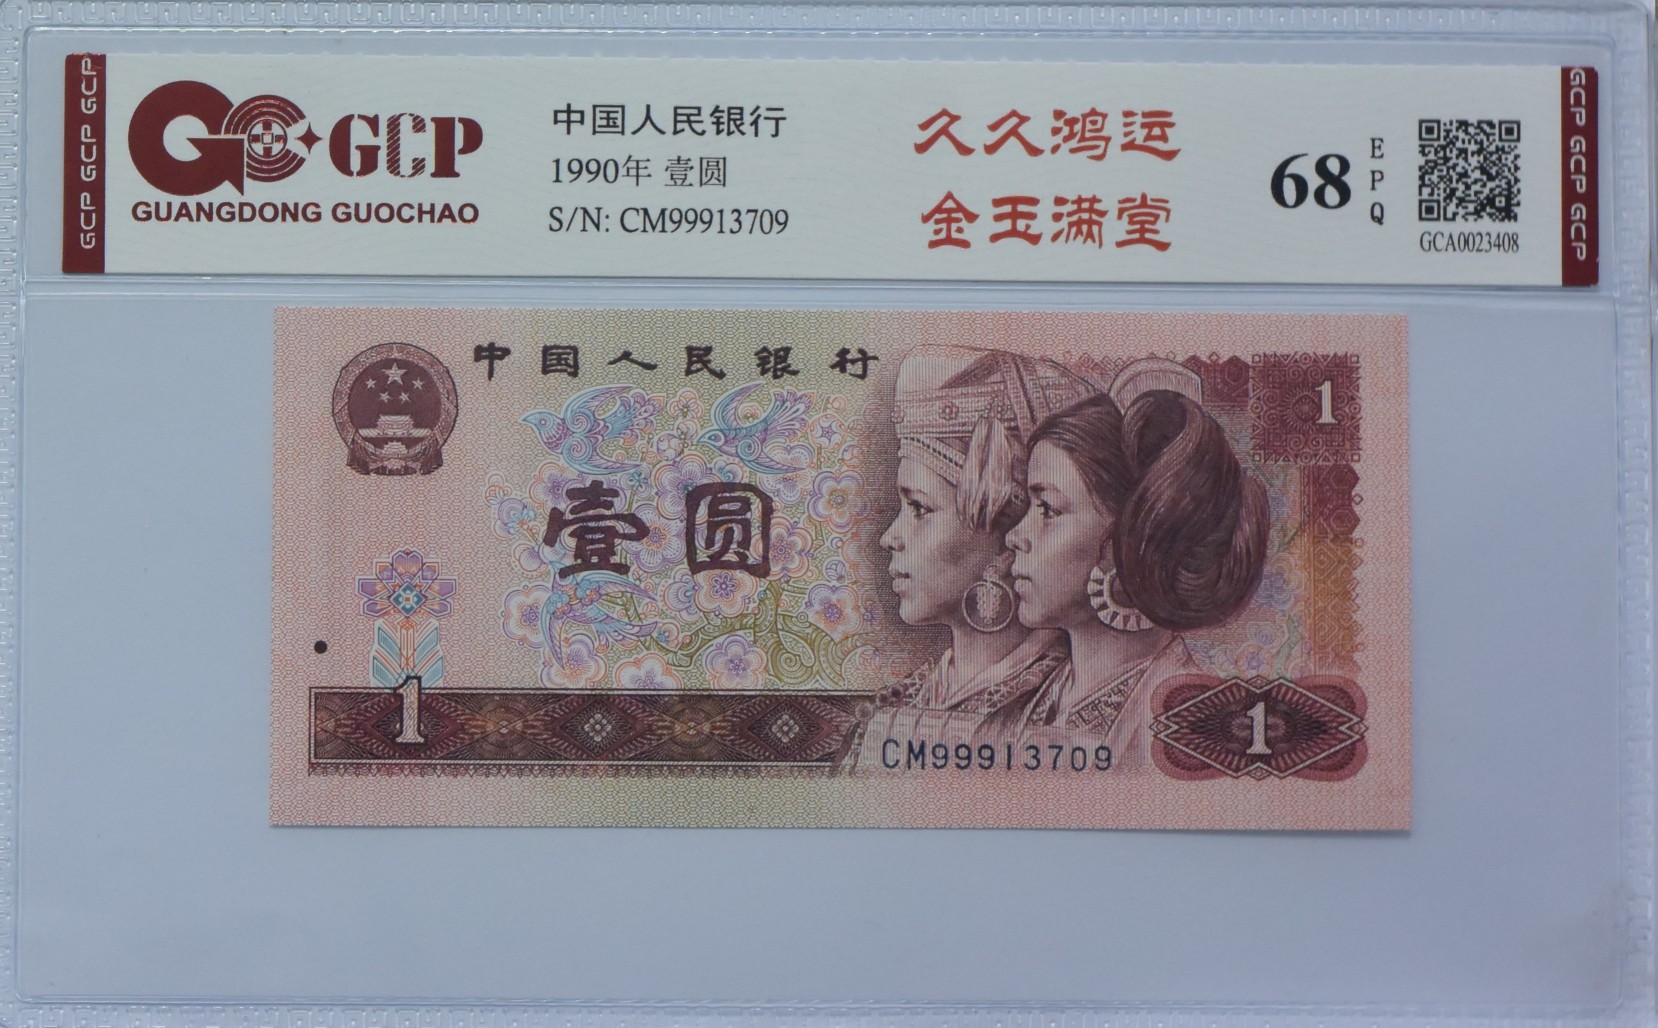 GCP GCP GCP
GCP
GUANGDONG GUOCHAO
中国人民银行
1990年 壹圆
S/N: CM99913709
久久鸿运
金玉满堂
68
EPQ
GCA0023408
GCP GCP GCP
中国人民银行
1
壹圆
1
CM99913709
1